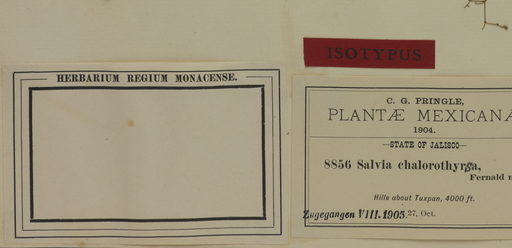 ISOTYPUS
HERBARIUM REGIUM MONACENSE.
C. G. PRINGLE,
PLANTÆ MEXICANÆ
1904.
STATE OF JALISCO
8856 Salvia chalorothyrsa,
Fernald n
Hills about Tuxpan, 4000 ft.
Zugegangen VIII. 1905. 27, Oct.